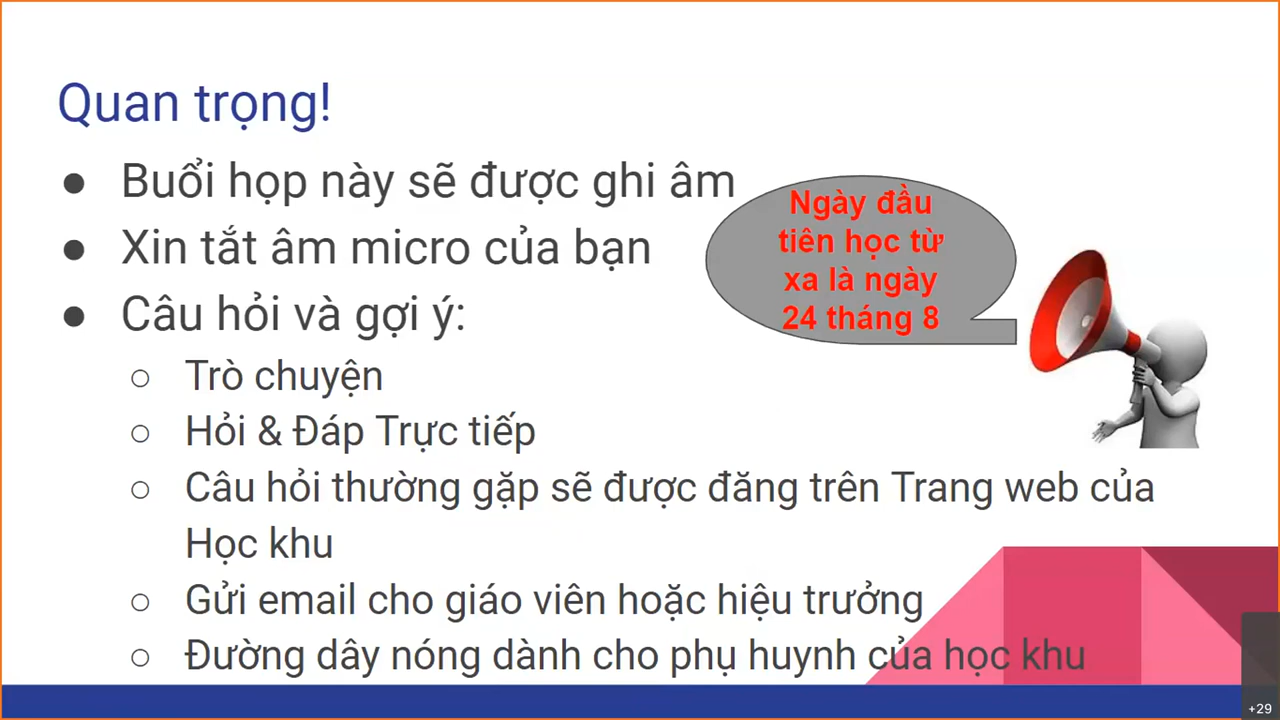 Quan trọng!
● Buổi họp này sẽ được ghi âm
● Xin tắt âm micro của bạn
● Câu hỏi và gợi ý:
○ Trò chuyện
○ Hỏi & Đáp Trực tiếp
○ Câu hỏi thường gặp sẽ được đăng trên Trang web của
Học khu
○ Gửi email cho giáo viên hoặc hiệu trưởng
○ Đường dây nóng dành cho phụ huynh của học khu
Ngày đầu
tiên học từ
xa là ngày
24 tháng 8
+29